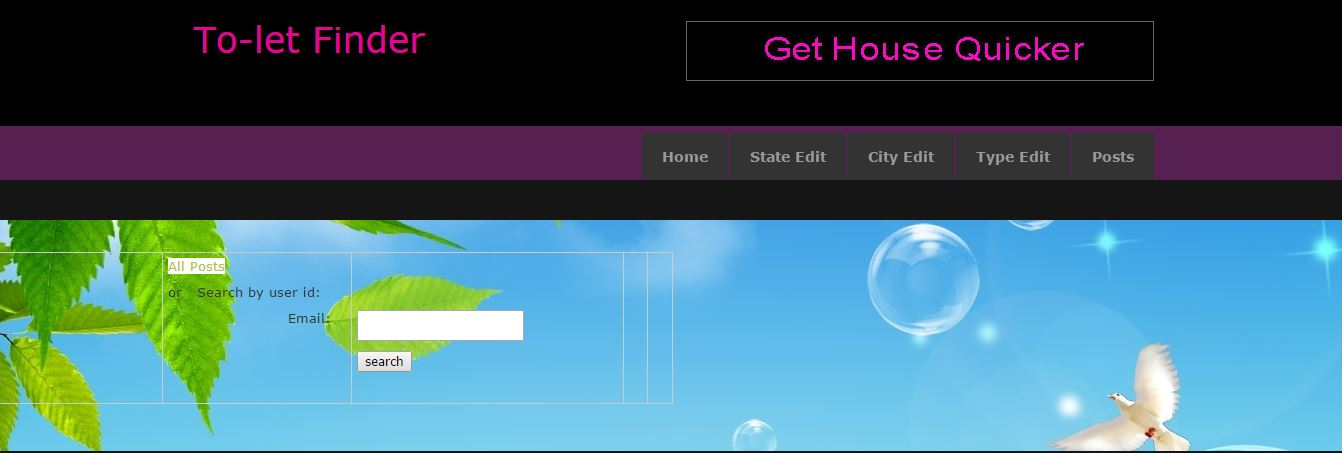 To-let Finder
Get House Quicker
Home State Edit City Edit Type Edit Posts
All Posts
or Search by user id:
Email:
search